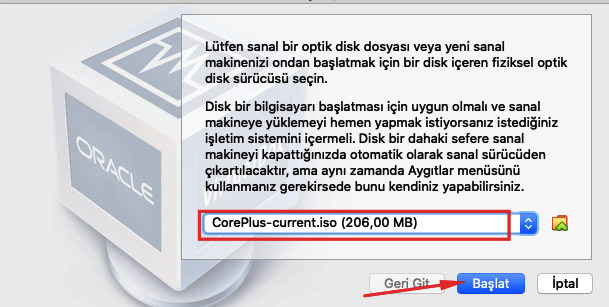 Lütfen sanal bir optik disk dosyası veya yeni sanal
makinenizi ondan başlatmak için bir disk içeren fiziksel optik
disk sürücüsü seçin.
Disk bir bilgisayarı başlatması için uygun olmalı ve sanal
makineye yüklemeyi hemen yapmak istiyorsanız istediğiniz
işletim sistemini içermeli. Disk bir dahaki sefere sanal
makineyi kapattığınızda otomatik olarak sanal sürücüden
çıkartılacaktır, ama aynı zamanda Aygıtlar menüsünü
kullanmanız gerekirsede bunu kendiniz yapabilirsiniz.
ORACLE
CorePlus-current.iso (206,00 MB)
Geri Git
Başlat
İptal